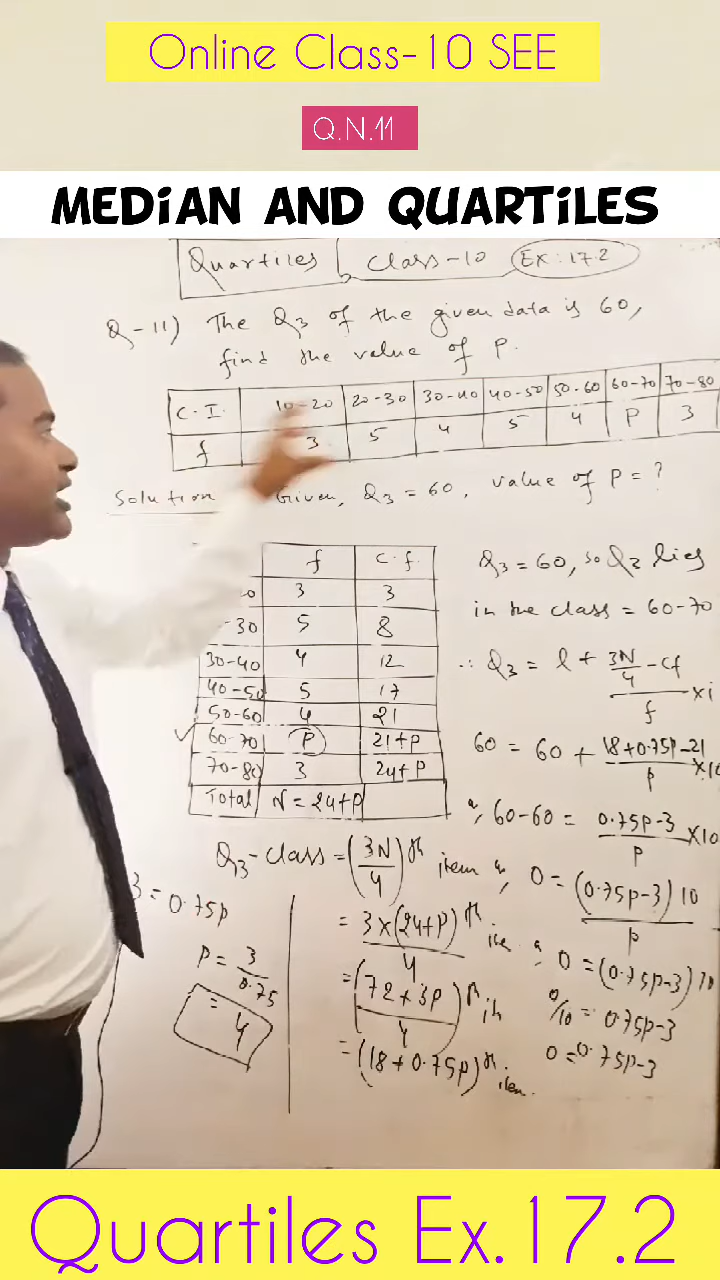 Online Class-10 SEE
Q.N.11
MEDIAN AND QUARTILES
Quartiles Class-10 Ex: 17.2
Q-11) The Q3 of the given data is 60,
find the value of P.
C.I. 10-20 20-30 30-40 40-50 50-60 60-70 70-80
f 3 5 4 5 4 P 3
Solution Given, Q3 = 60, value of P = ?
f c.f.
3 3
30 5 8
30-40 4 12
40-50 5 17
50-60 4 21
✓ 60-70 P 21+P
70-80 3 24+P
Total N = 24+P
Q3-class = (3N/4)th item
= 3×(24+P)/4 th ite
= (72+3P/4)th ith
= (18+0.75P)th item.
3 = 0.75P
P = 3/0.75
= 4
Q3 = 60, so Q3 lies
in the class = 60-70
∴ Q3 = l + 3N/4 - cf / f × i
60 = 60 + 18+0.75P-21 / P ×10
60-60 = 0.75P-3 / P ×10
0 = (0.75P-3)10 / P
0 = (0.75P-3)10
0/10 = 0.75P-3
0 = 0.75P-3
Quartiles Ex.17.2